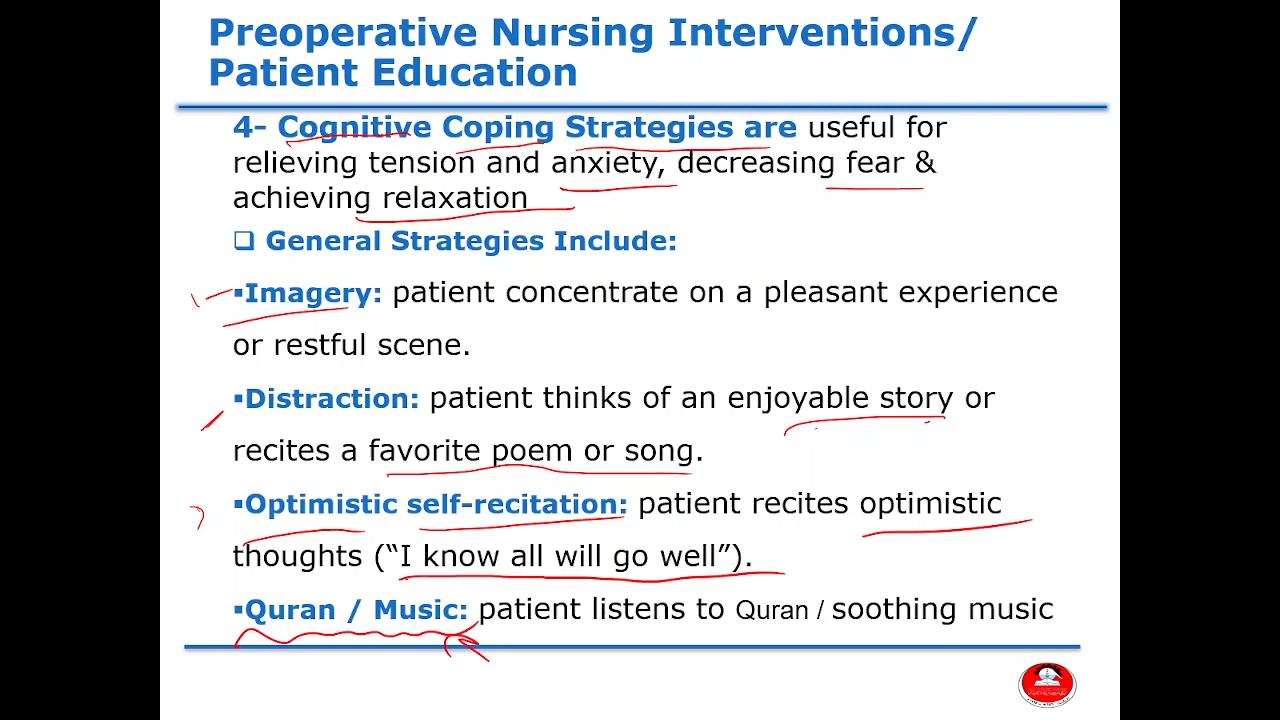 Preoperative Nursing Interventions/
Patient Education
4- Cognitive Coping Strategies are useful for
relieving tension and anxiety, decreasing fear &
achieving relaxation
❑ General Strategies Include:
▪Imagery: patient concentrate on a pleasant experience
or restful scene.
▪Distraction: patient thinks of an enjoyable story or
recites a favorite poem or song.
▪Optimistic self-recitation: patient recites optimistic
thoughts (“I know all will go well”).
▪Quran / Music: patient listens to Quran / soothing music